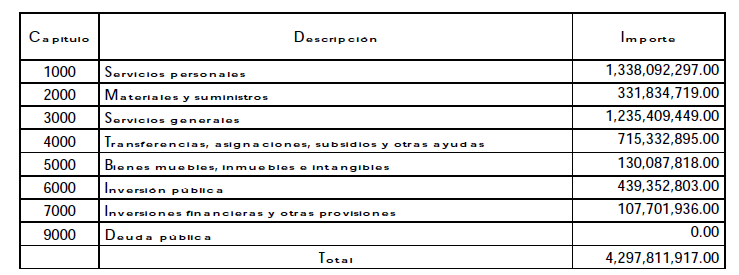 Capítulo Descripción Importe
1000 Servicios personales 1,338,092,297.00
2000 Materiales y suministros 331,834,719.00
3000 Servicios generales 1,235,409,449.00
4000 Transferencias, asignaciones, subsidios y otras ayudas 715,332,895.00
5000 Bienes muebles, inmuebles e intangibles 130,087,818.00
6000 Inversión pública 439,352,803.00
7000 Inversiones financieras y otras provisiones 107,701,936.00
9000 Deuda pública 0.00
Total 4,297,811,917.00